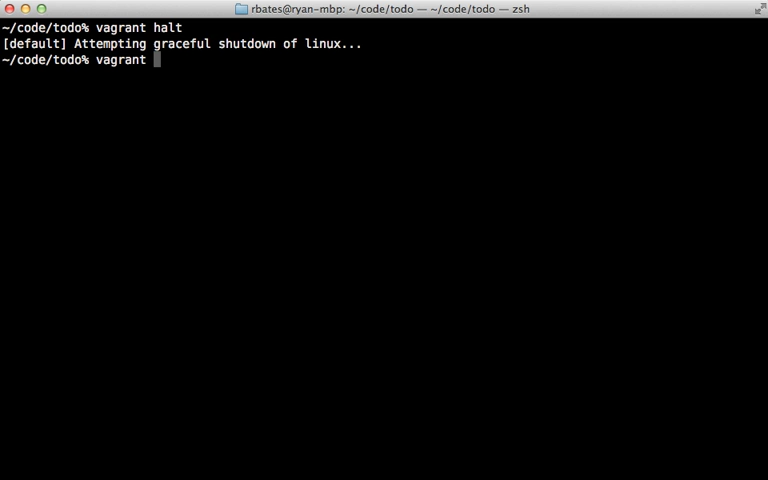 rbates@ryan-mbp: ~/code/todo — ~/code/todo — zsh
~/code/todo% vagrant halt
[default] Attempting graceful shutdown of linux...
~/code/todo% vagrant